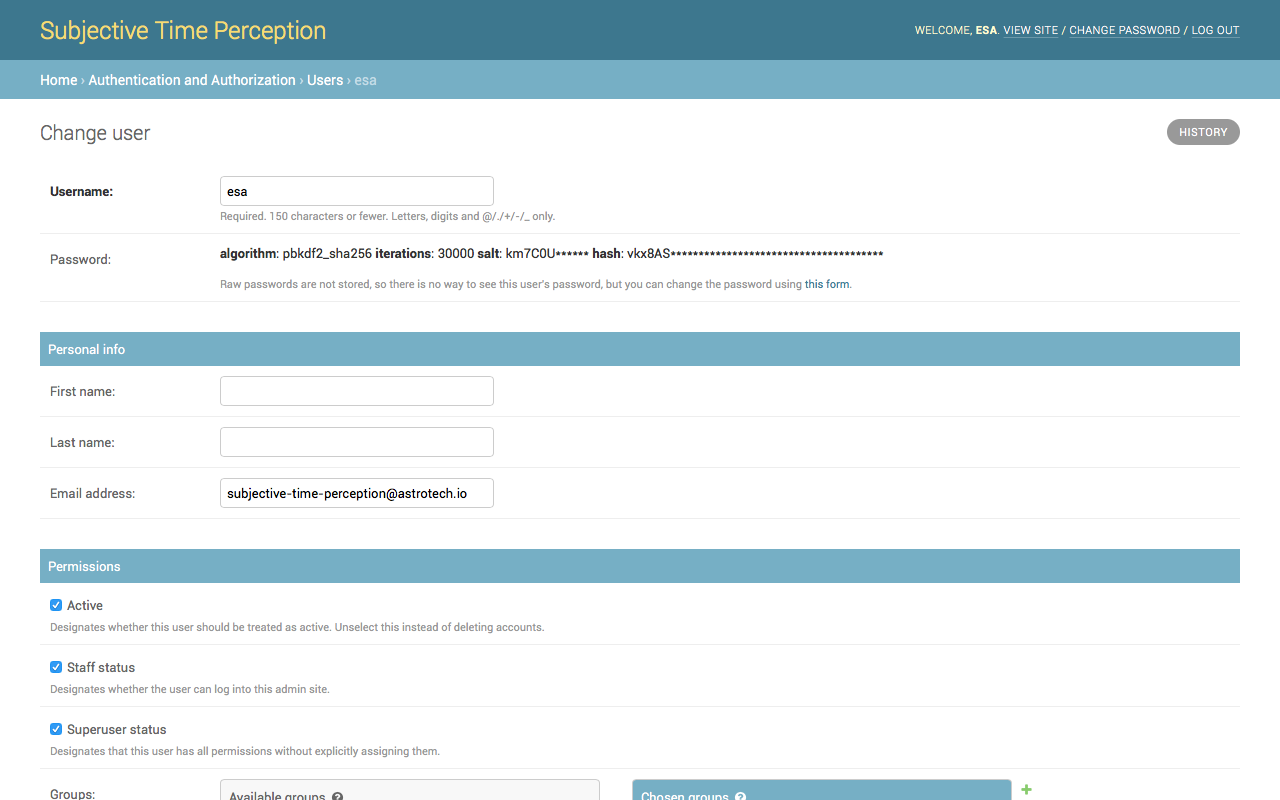 Subjective Time Perception
WELCOME, ESA. VIEW SITE / CHANGE PASSWORD / LOG OUT
Home › Authentication and Authorization › Users › esa
Change user
HISTORY
Username:
esa
Required. 150 characters or fewer. Letters, digits and @/./+/-/_ only.
Password:
algorithm: pbkdf2_sha256 iterations: 30000 salt: km7C0U****** hash: vkx8AS**************************************
Raw passwords are not stored, so there is no way to see this user's password, but you can change the password using this form.
Personal info
First name:
Last name:
Email address:
subjective-time-perception@astrotech.io
Permissions
Active
Designates whether this user should be treated as active. Unselect this instead of deleting accounts.
Staff status
Designates whether the user can log into this admin site.
Superuser status
Designates that this user has all permissions without explicitly assigning them.
Groups:
Available groups ?
Chosen groups ?